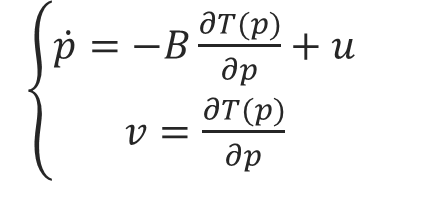 ṗ = −B ∂T(p)/∂p + u
v = ∂T(p)/∂p